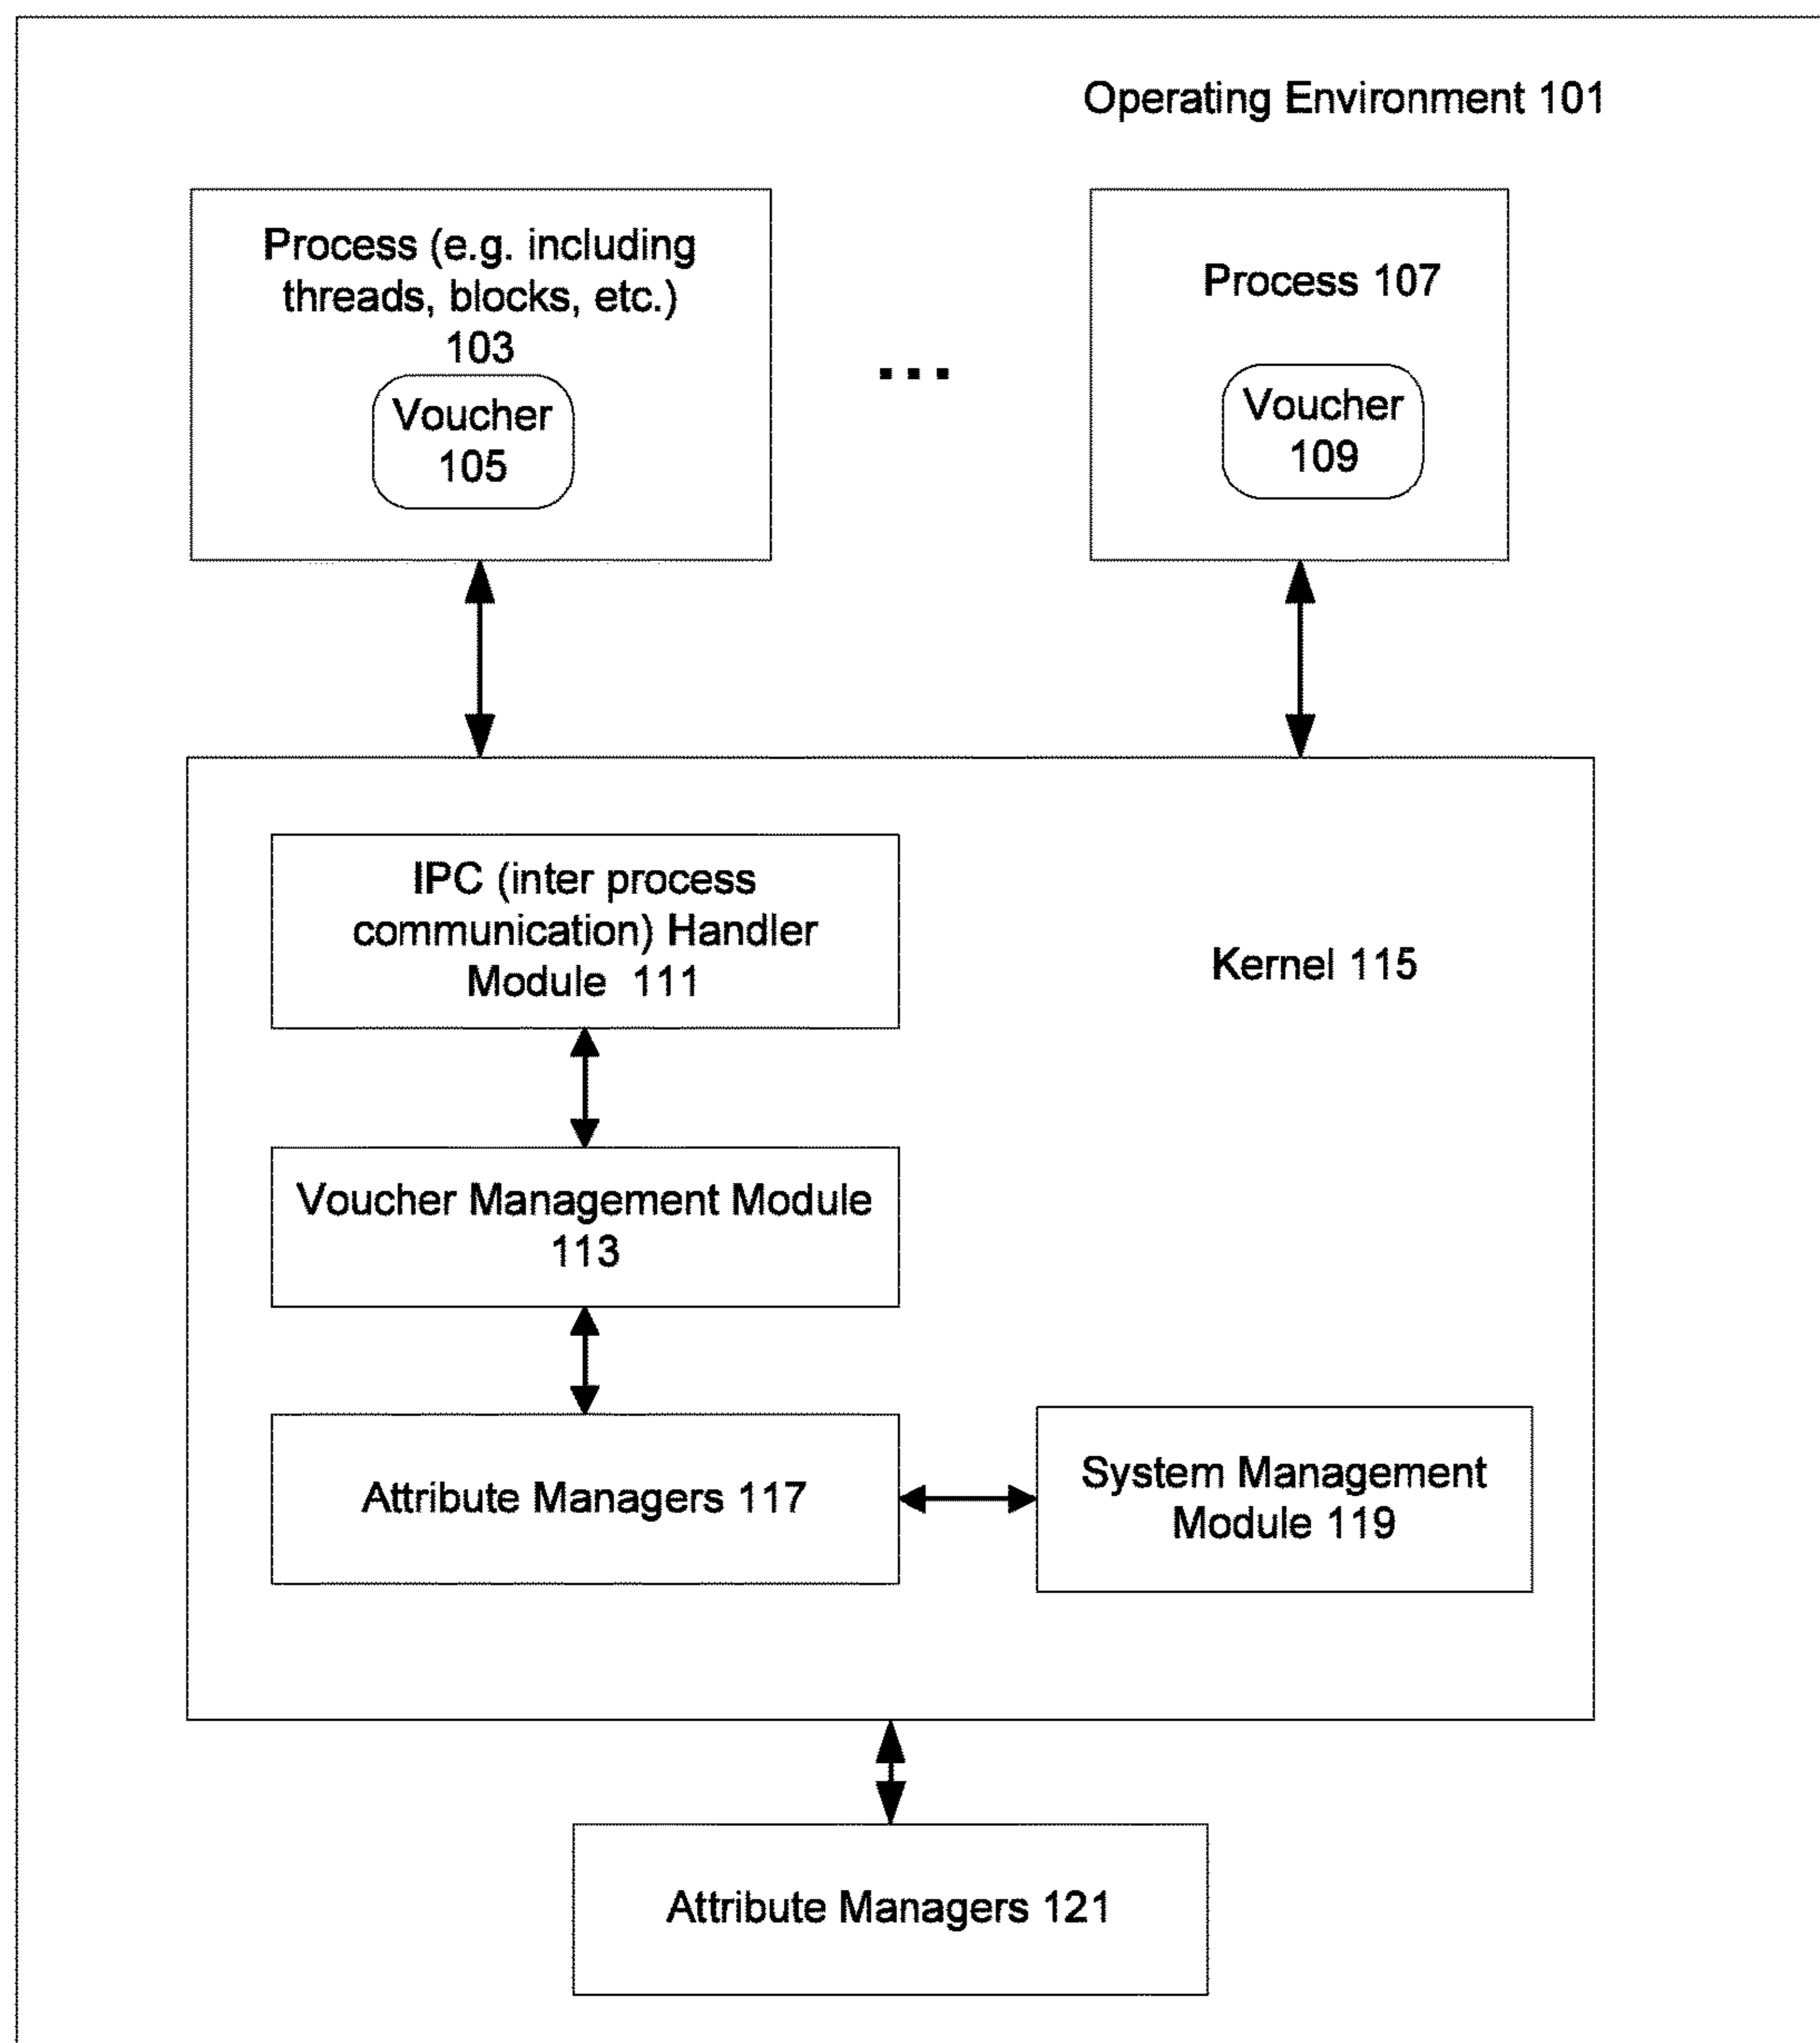 Operating Environment 101
Process (e.g. including
threads, blocks, etc.)
103
Voucher
105
...
Process 107
Voucher
109
IPC (inter process
communication) Handler
Module 111
Kernel 115
Voucher Management Module
113
Attribute Managers 117
System Management
Module 119
Attribute Managers 121